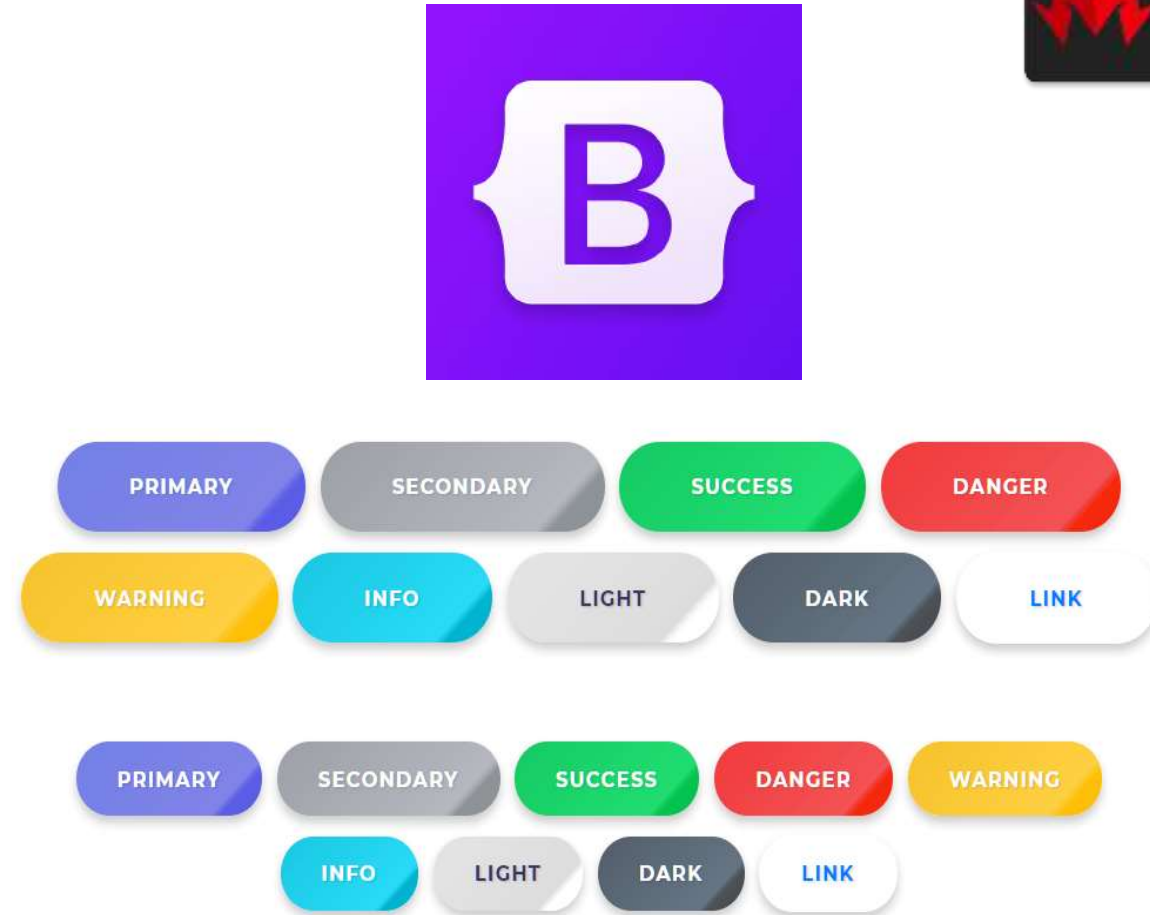 B
PRIMARY SECONDARY SUCCESS DANGER
WARNING INFO LIGHT DARK LINK
PRIMARY SECONDARY SUCCESS DANGER WARNING
INFO LIGHT DARK LINK